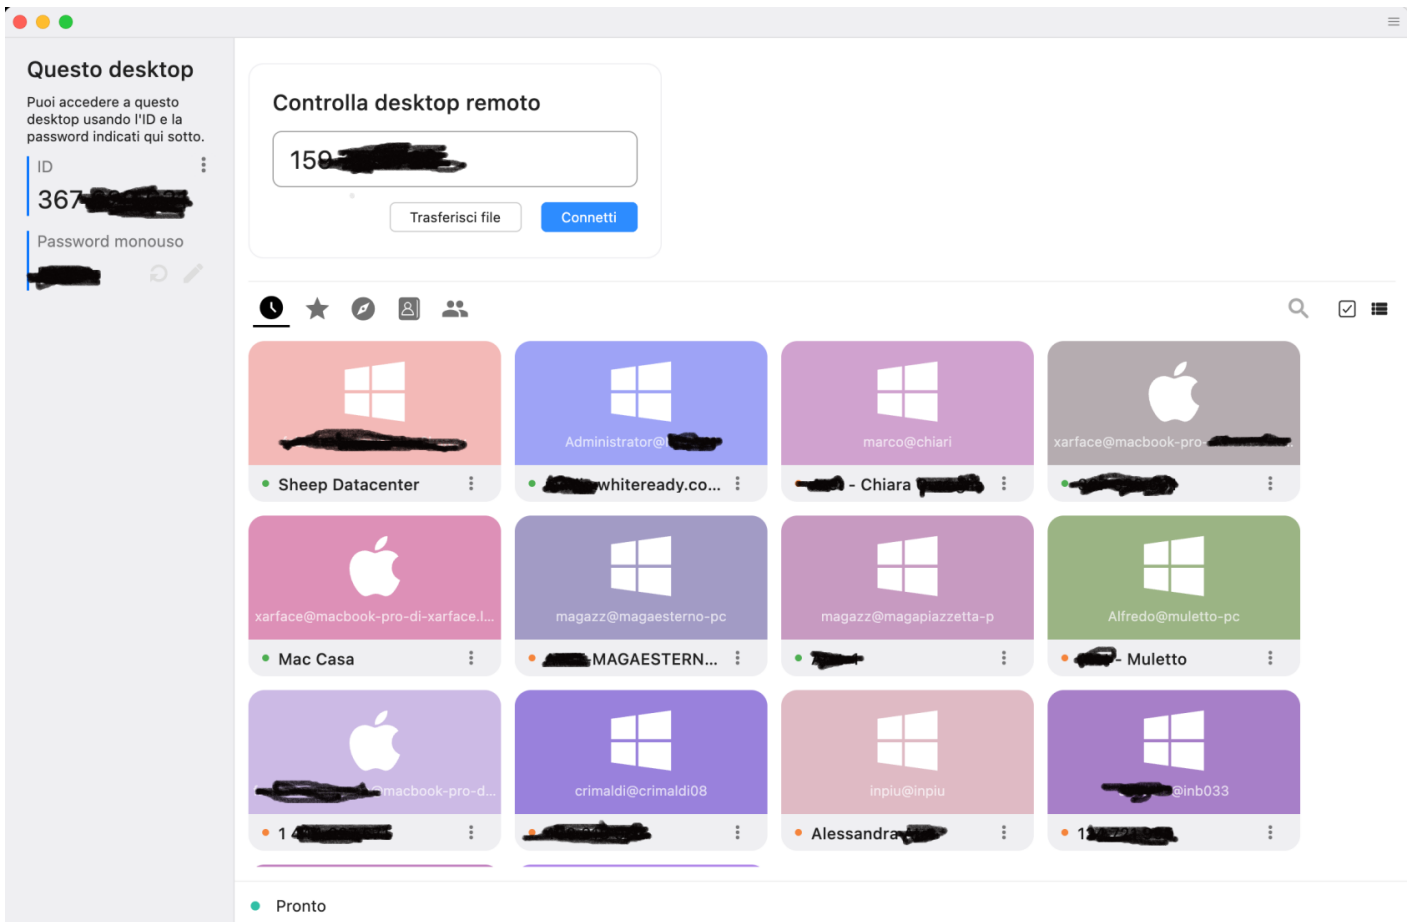 Questo desktop
Puoi accedere a questo
desktop usando l'ID e la
password indicati qui sotto.
ID
367
Password monouso
Controlla desktop remoto
159
Trasferisci file
Connetti
Administrator@
marco@chiari
xarface@macbook-pro-
Sheep Datacenter
whiteready.co...
- Chiara
xarface@macbook-pro-di-xarface.l...
magazz@magaesterno-pc
magazz@magapiazzetta-p
Alfredo@muletto-pc
Mac Casa
MAGAESTERN...
- Muletto
@macbook-pro-d...
crimaldi@crimaldi08
inpiu@inpiu
@inb033
1 4
Alessandra
Pronto